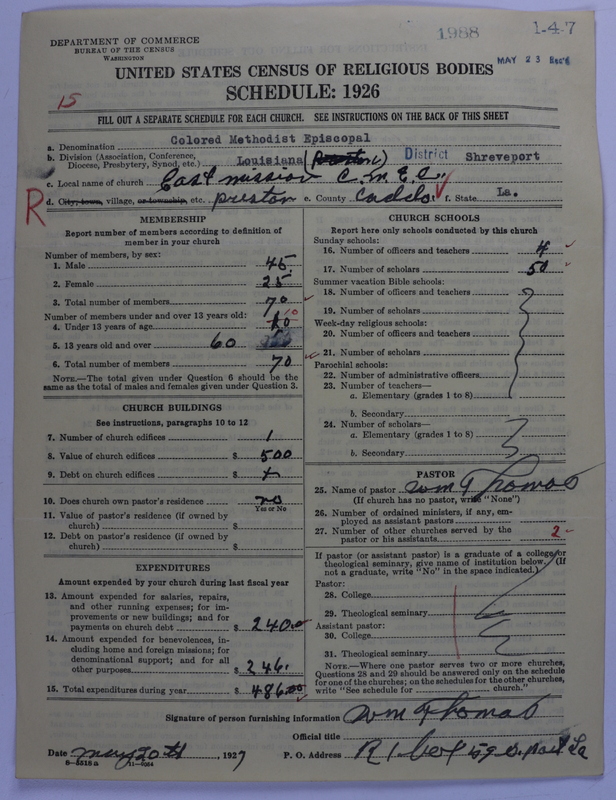 1988
1-4-7
DEPARTMENT OF COMMERCE
BUREAU OF THE CENSUS
WASHINGTON
MAY 23
UNITED STATES CENSUS OF RELIGIOUS BODIES
SCHEDULE: 1926
15
FILL OUT A SEPARATE SCHEDULE FOR EACH CHURCH. SEE INSTRUCTIONS ON THE BACK OF THIS SHEET
a. Denomination Colored Methodist Episcopal
b. Division (Association, Conference, Diocese, Presbytery, Synod, etc.) Louisiana District Shreveport
c. Local name of church East mission C. M. E. C.
R
d. City, town, village, or township, etc. preston e. County Caddo f. State La.
MEMBERSHIP
Report number of members according to definition of
member in your church
Number of members, by sex:
1. Male 45
2. Female 25
3. Total number of members 70
Number of members under and over 13 years old:
4. Under 13 years of age 10
5. 13 years old and over 60
6. Total number of members 70
NOTE.—The total given under Question 6 should be the
same as the total of males and females given under Question 3.
CHURCH BUILDINGS
See instructions, paragraphs 10 to 12
7. Number of church edifices 1
8. Value of church edifices $ 500
9. Debt on church edifices $ x
10. Does church own pastor's residence no
Yes or No
11. Value of pastor's residence (if owned by
church) $
12. Debt on pastor's residence (if owned by
church) $
EXPENDITURES
Amount expended by your church during last fiscal year
13. Amount expended for salaries, repairs,
and other running expenses; for im-
provements or new buildings; and for
payments on church debt $ 240.00
14. Amount expended for benevolences, in-
cluding home and foreign missions; for
denominational support; and for all
other purposes $ 246.
15. Total expenditures during year $ 486.00
CHURCH SCHOOLS
Report here only schools conducted by this church
Sunday schools:
16. Number of officers and teachers 4
17. Number of scholars 50
Summer vacation Bible schools:
18. Number of officers and teachers
19. Number of scholars
Week-day religious schools:
20. Number of officers and teachers
21. Number of scholars
Parochial schools:
22. Number of administrative officers
23. Number of teachers—
a. Elementary (grades 1 to 8)
b. Secondary
24. Number of scholars—
a. Elementary (grades 1 to 8)
b. Secondary
PASTOR
25. Name of pastor Wm Thomas
(If church has no pastor, write "None")
26. Number of ordained ministers, if any, em-
ployed as assistant pastors
27. Number of other churches served by the
pastor or his assistants 2
If pastor (or assistant pastor) is a graduate of a college or
theological seminary, give name of institution below. (If
not a graduate, write "No" in the space indicated.)
Pastor:
28. College
29. Theological seminary
Assistant pastor:
30. College
31. Theological seminary
NOTE.—Where one pastor serves two or more churches,
Questions 28 and 29 should be answered only on the schedule
for one of the churches; on the schedules for the other churches,
write "See schedule for church."
Signature of person furnishing information Wm Thomas
Official title
Date may 20th, 1927 P. O. Address R 1 La
8—5518a 11—9064